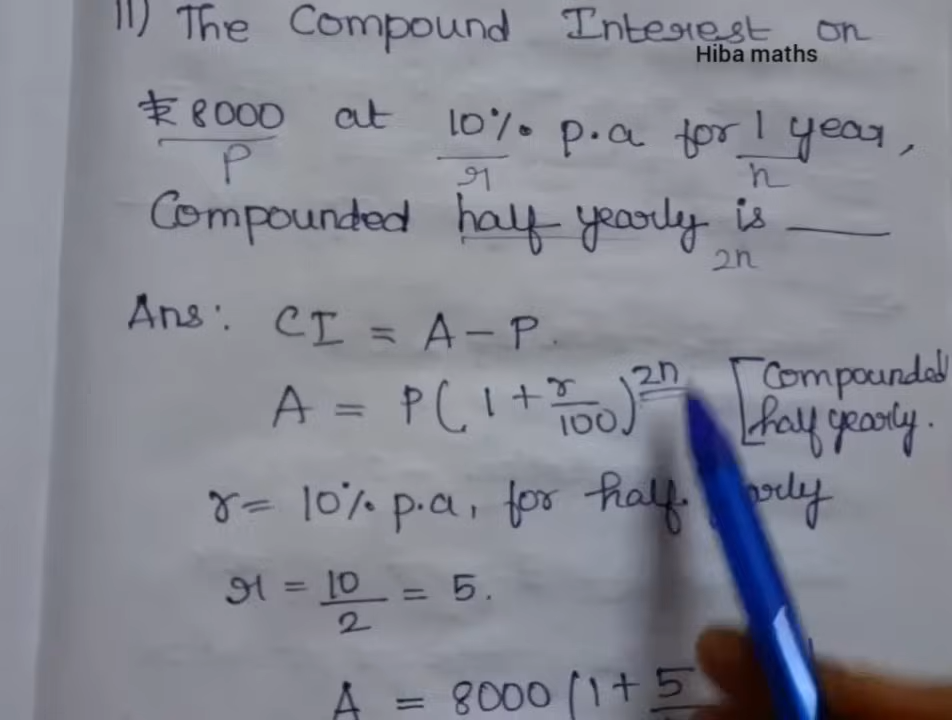 11) The Compound Interest on
Hiba maths
₹ 8000 at 10% p.a for 1 year,
P r n
Compounded half yearly is ____
2n
Ans: CI = A - P.
A = P(1 + r/100)^2n [Compounded
half yearly.
r = 10% p.a, for half
r = 10/2 = 5.
A = 8000 (1 + 5